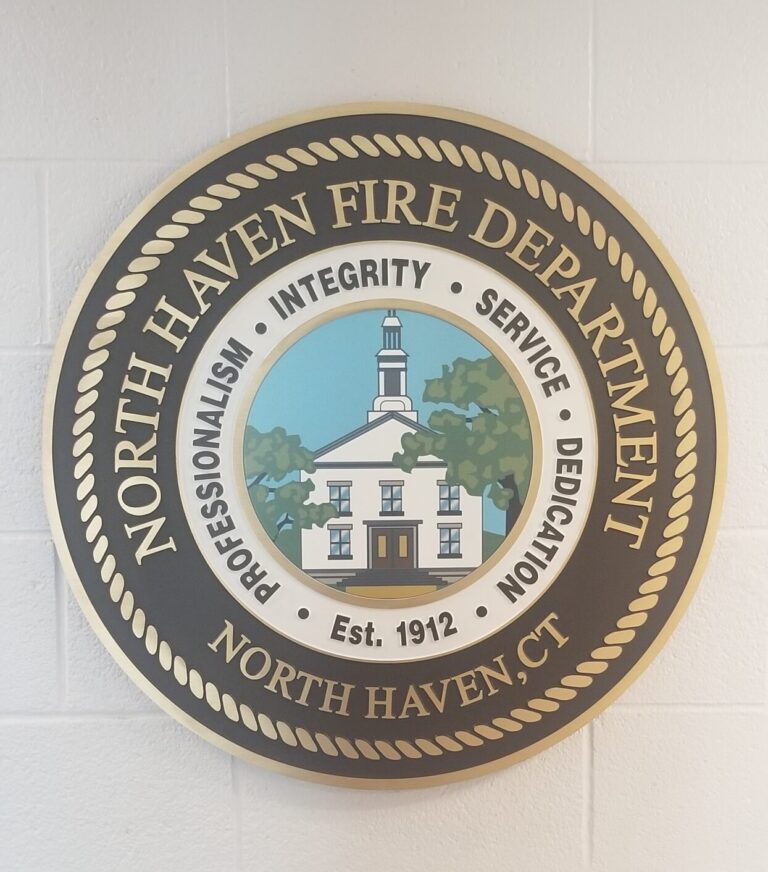 NORTH HAVEN FIRE DEPARTMENT
PROFESSIONALISM • INTEGRITY • SERVICE • DEDICATION •
Est. 1912 •
NORTH HAVEN, CT